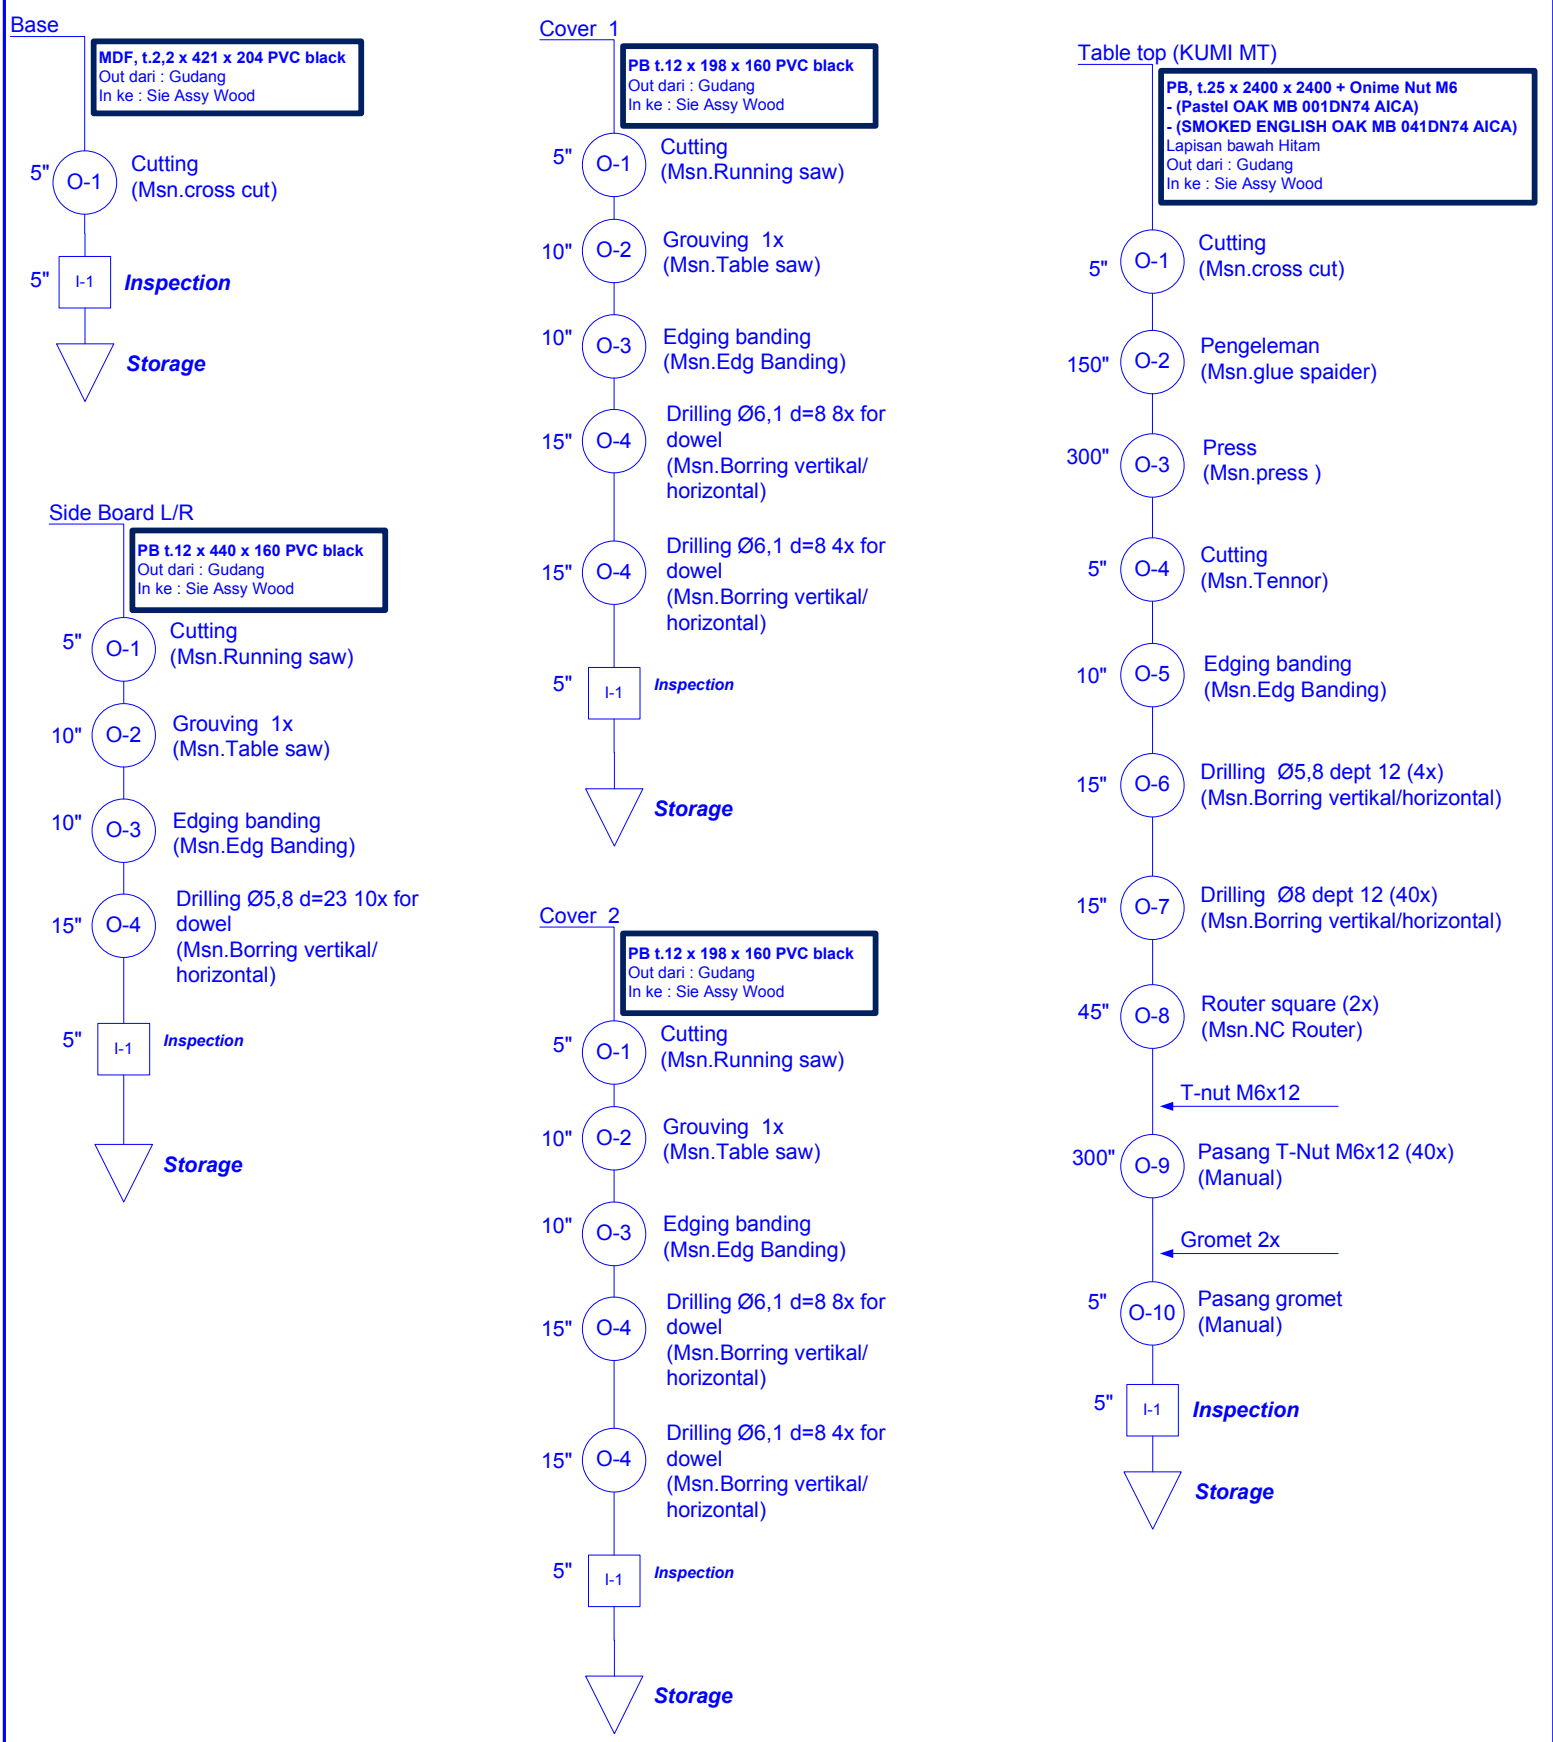 Base
MDF, t.2,2 x 421 x 204 PVC black
Out dari : Gudang
In ke : Sie Assy Wood
5"
O-1
Cutting
(Msn.cross cut)
5"
I-1
Inspection
Storage
Side Board L/R
PB t.12 x 440 x 160 PVC black
Out dari : Gudang
In ke : Sie Assy Wood
5"
O-1
Cutting
(Msn.Running saw)
10"
O-2
Grouving  1x
(Msn.Table saw)
10"
O-3
Edging banding
(Msn.Edg Banding)
15"
O-4
Drilling Ø5,8 d=23 10x for
dowel
(Msn.Borring vertikal/
horizontal)
5"
I-1
Inspection
Storage
Cover  1
PB t.12 x 198 x 160 PVC black
Out dari : Gudang
In ke : Sie Assy Wood
5"
O-1
Cutting
(Msn.Running saw)
10"
O-2
Grouving  1x
(Msn.Table saw)
10"
O-3
Edging banding
(Msn.Edg Banding)
15"
O-4
Drilling Ø6,1 d=8 8x for
dowel
(Msn.Borring vertikal/
horizontal)
15"
O-4
Drilling Ø6,1 d=8 4x for
dowel
(Msn.Borring vertikal/
horizontal)
5"
I-1
Inspection
Storage
Cover  2
PB t.12 x 198 x 160 PVC black
Out dari : Gudang
In ke : Sie Assy Wood
5"
O-1
Cutting
(Msn.Running saw)
10"
O-2
Grouving  1x
(Msn.Table saw)
10"
O-3
Edging banding
(Msn.Edg Banding)
15"
O-4
Drilling Ø6,1 d=8 8x for
dowel
(Msn.Borring vertikal/
horizontal)
15"
O-4
Drilling Ø6,1 d=8 4x for
dowel
(Msn.Borring vertikal/
horizontal)
5"
I-1
Inspection
Storage
Table top (KUMI MT)
PB, t.25 x 2400 x 2400 + Onime Nut M6
- (Pastel OAK MB 001DN74 AICA)
- (SMOKED ENGLISH OAK MB 041DN74 AICA)
Lapisan bawah Hitam
Out dari : Gudang
In ke : Sie Assy Wood
5"
O-1
Cutting
(Msn.cross cut)
150"
O-2
Pengeleman
(Msn.glue spaider)
300"
O-3
Press
(Msn.press )
5"
O-4
Cutting
(Msn.Tennor)
10"
O-5
Edging banding
(Msn.Edg Banding)
15"
O-6
Drilling  Ø5,8 dept 12 (4x)
(Msn.Borring vertikal/horizontal)
15"
O-7
Drilling  Ø8 dept 12 (40x)
(Msn.Borring vertikal/horizontal)
45"
O-8
Router square (2x)
(Msn.NC Router)
T-nut M6x12
300"
O-9
Pasang T-Nut M6x12 (40x)
(Manual)
Gromet 2x
5"
O-10
Pasang gromet
(Manual)
5"
I-1
Inspection
Storage